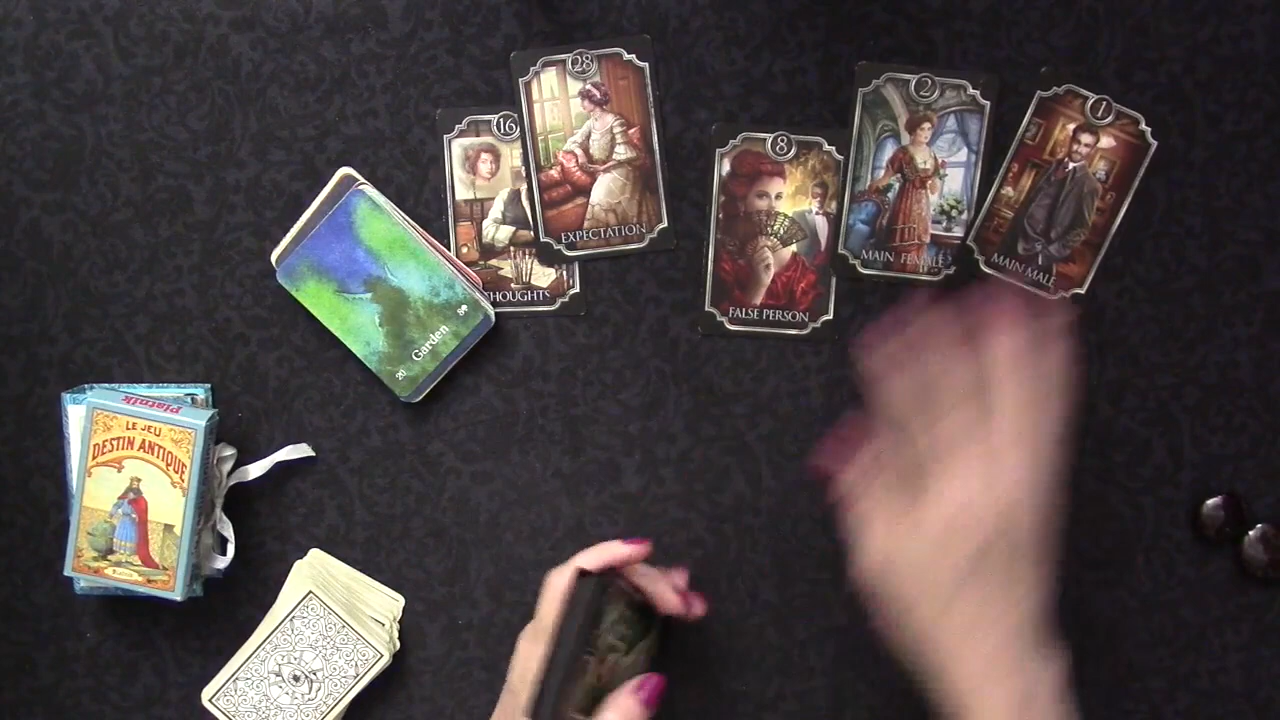 28
EXPECTATION
16
THOUGHTS
8
FALSE PERSON
2
MAIN FEMALE
1
MAIN MALE
Garden
20
Piatnik
LE JEU
DESTIN ANTIQUE